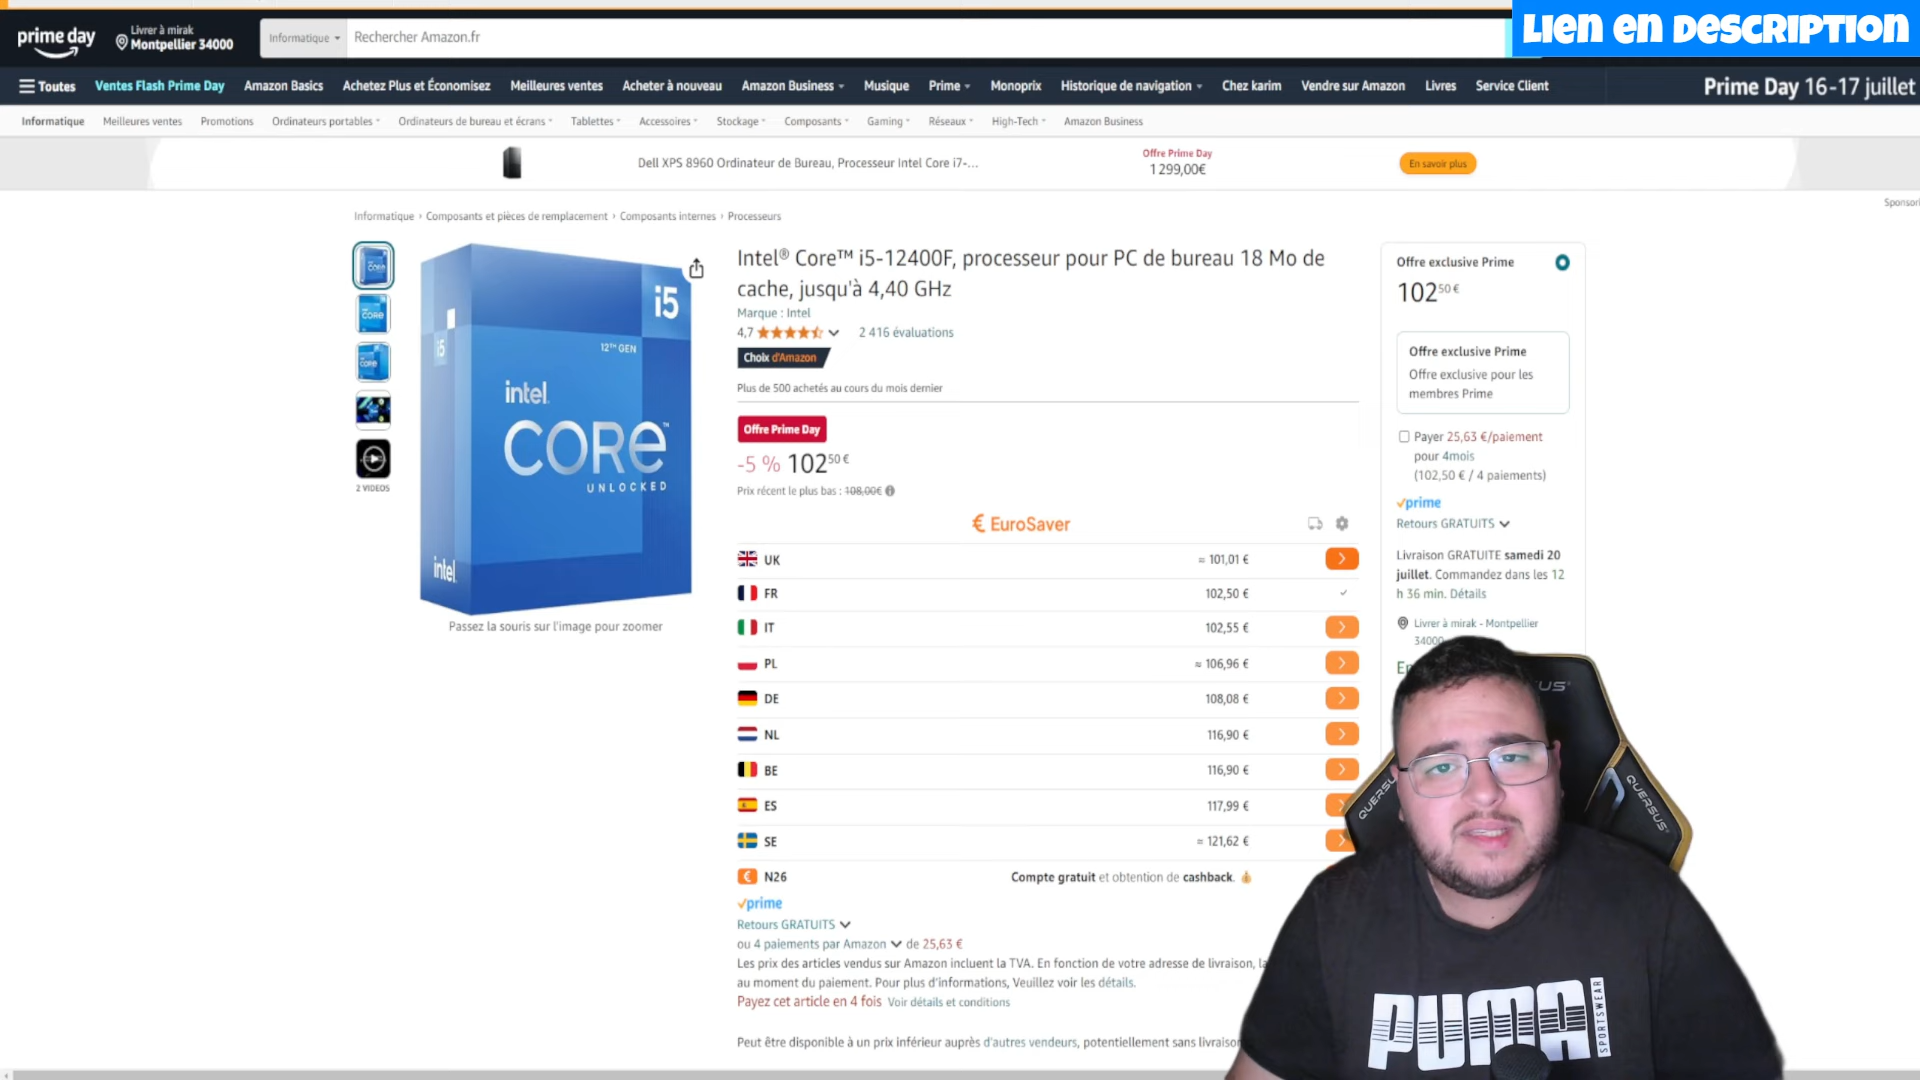 Lien en description
prime day
Livrer à mirak
Montpellier 34000
Informatique
Rechercher Amazon.fr
Toutes
Ventes Flash Prime Day
Amazon Basics
Achetez Plus et Économisez
Meilleures ventes
Acheter à nouveau
Amazon Business
Musique
Prime
Monoprix
Historique de navigation
Chez karim
Vendre sur Amazon
Livres
Service Client
Prime Day 16-17 juillet
Informatique
Meilleures ventes
Promotions
Ordinateurs portables
Ordinateurs de bureau et écrans
Tablettes
Accessoires
Stockage
Composants
Gaming
Réseaux
High-Tech
Amazon Business
Dell XPS 8960 Ordinateur de Bureau, Processeur Intel Core i7-...
Offre Prime Day
1 299,00€
En savoir plus
Sponsori
Informatique › Composants et pièces de remplacement › Composants internes › Processeurs
i5
i5
12TH GEN
intel
CORE™
UNLOCKED
intel
2 VIDEOS
Passez la souris sur l'image pour zoomer
Intel® Core™ i5-12400F, processeur pour PC de bureau 18 Mo de
cache, jusqu'à 4,40 GHz
Marque : Intel
4,7
2 416 évaluations
Choix d'Amazon
Plus de 500 achetés au cours du mois dernier
Offre Prime Day
-5 % 102 50 €
Prix récent le plus bas : 108,00€
€ EuroSaver
UK ≈ 101,01 €
FR 102,50 €
IT 102,55 €
PL ≈ 106,96 €
DE 108,08 €
NL 116,90 €
BE 116,90 €
ES 117,99 €
SE ≈ 121,62 €
€ N26 Compte gratuit et obtention de cashback.
prime
Retours GRATUITS
ou 4 paiements par Amazon de 25,63 €
Les prix des articles vendus sur Amazon incluent la TVA. En fonction de votre adresse de livraison, la
au moment du paiement. Pour plus d'informations, Veuillez voir les détails.
Payez cet article en 4 fois Voir détails et conditions
Peut être disponible à un prix inférieur auprès d'autres vendeurs, potentiellement sans livraison
Offre exclusive Prime
102 50 €
Offre exclusive Prime
Offre exclusive pour les
membres Prime
Payer 25,63 €/paiement
pour 4mois
(102,50 € / 4 paiements)
prime
Retours GRATUITS
Livraison GRATUITE samedi 20
juillet. Commandez dans les 12
h 36 min. Détails
Livrer à mirak - Montpellier
34000
En
US
QUERSU
QUERSUS
PUMA
SPORTSWEAR